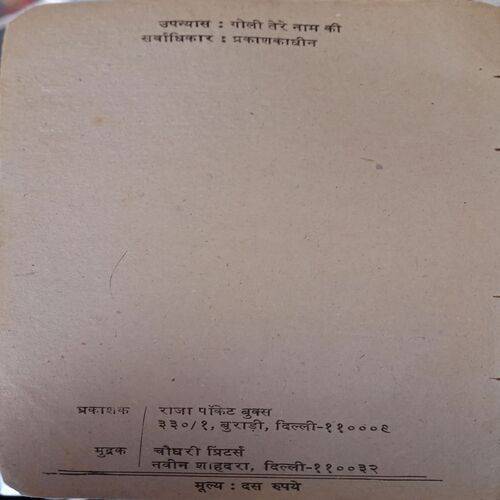 उपन्यास : गोली तेरे नाम की
सर्वाधिकार : प्रकाशकाधीन
प्रकाशक राजा पॉकेट बुक्स
३३०/१, बुराड़ी, दिल्ली-११०००९
मुद्रक चौधरी प्रिंटर्स
नवीन शाहदरा, दिल्ली-११००३२
मूल्य : दस रुपये